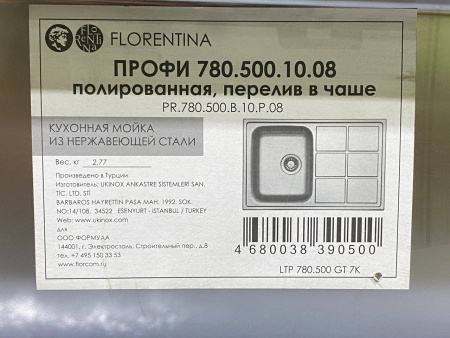 FloReNtiNa
FLORENTINA
ПРОФИ 780.500.10.08
полированная, перелив в чаше
PR.780.500.B.10.P.08
КУХОННАЯ МОЙКА
ИЗ НЕРЖАВЕЮЩЕЙ СТАЛИ
Вес, кг 2,77
Произведено в Турции
Изготовитель: UKINOX ANKASTRE SISTEMLERI SAN.
TİC. LTD. STİ
BARBAROS HAYRETTIN PASA MAH. 1992. SOK.
NO:14/108, 34522 ESENYURT - ISTANBUL / TURKEY
Web: www.ukinox.com
для
ООО ФОРМУЛА
144001, г. Электросталь, Строительный пер., д.8
тел. +7 495 150 33 53
www.florcom.ru
4 680038 390500
LTP 780.500 GT 7K